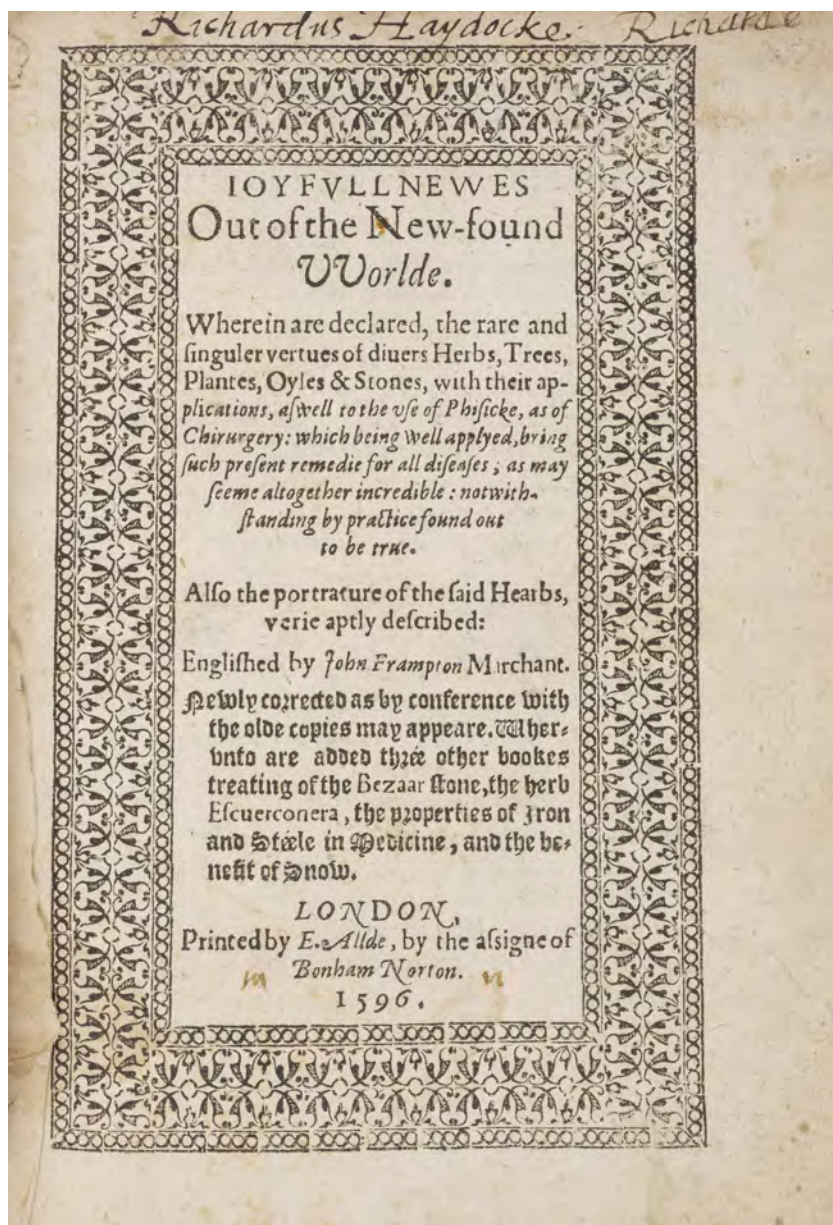 Richardus Haydocke. Richarde
IOYFVLL NEWES
Out of the New-found
VVorlde.
Wherein are declared, the rare and
ſinguler vertues of diuers Herbs, Trees,
Plantes, Oyles & Stones, with their ap-
plications, aſwell to the vſe of Phiſicke, as of
Chirurgery: which being well applyed, bring
ſuch preſent remedie for all diſeaſes, as may
ſeeme altogether incredible: notwith-
ſtanding by practice found out
to be true.
Alſo the portrature of the ſaid Hearbs,
verie aptly deſcribed:
Engliſhed by John Frampton Marchant.
Newly corrected as by conference with
the olde copies may appeare. Wher-
vnto are added three other bookes
treating of the Bezaar ſtone, the herb
Eſcuerconera, the properties of Iron
and Steele in Medicine, and the be-
nefit of Snow.
LONDON,
Printed by E. Allde, by the aſsigne of
Bonham Norton.
1596.